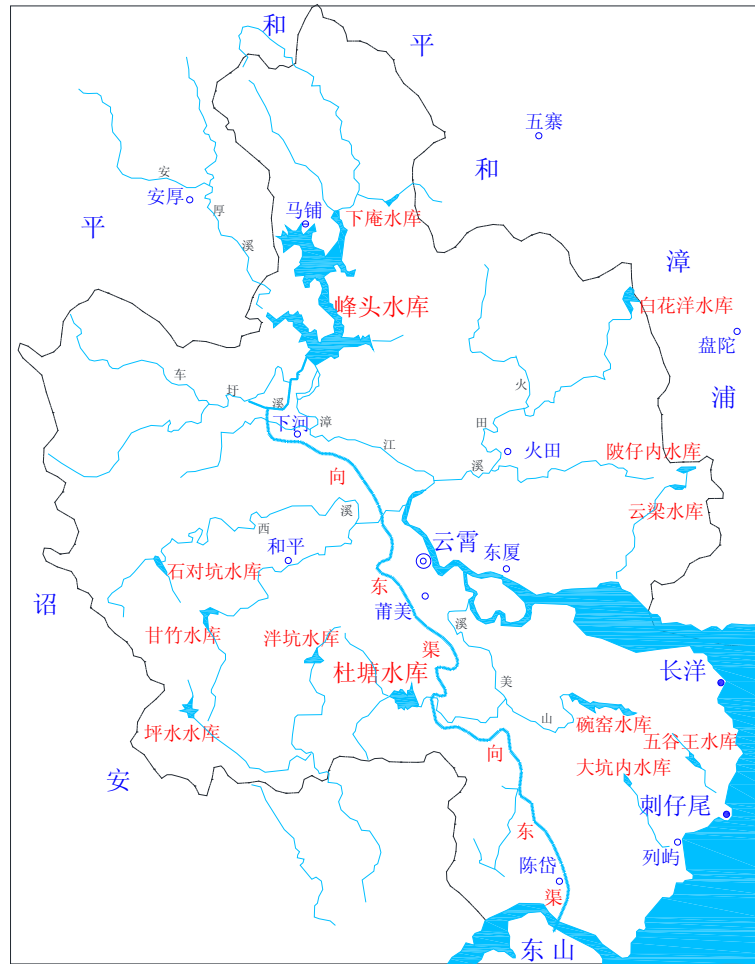 和
平
五寨
和
安
安厚
厚
溪
平
马铺
下庵水库
漳
峰头水库
白花洋水库
盘陀
浦
车
圩
溪
火
下河
漳
江
田
溪
火田
陂仔内水库
向
云梁水库
西
溪
云霄
和平
东厦
石对坑水库
东
诏
莆美
甘竹水库
泮坑水库
溪
渠
杜塘水库
长洋
美
山
碗窑水库
坪水水库
五谷王水库
向
大坑内水库
安
刺仔尾
东
列屿
陈岱
渠
东山